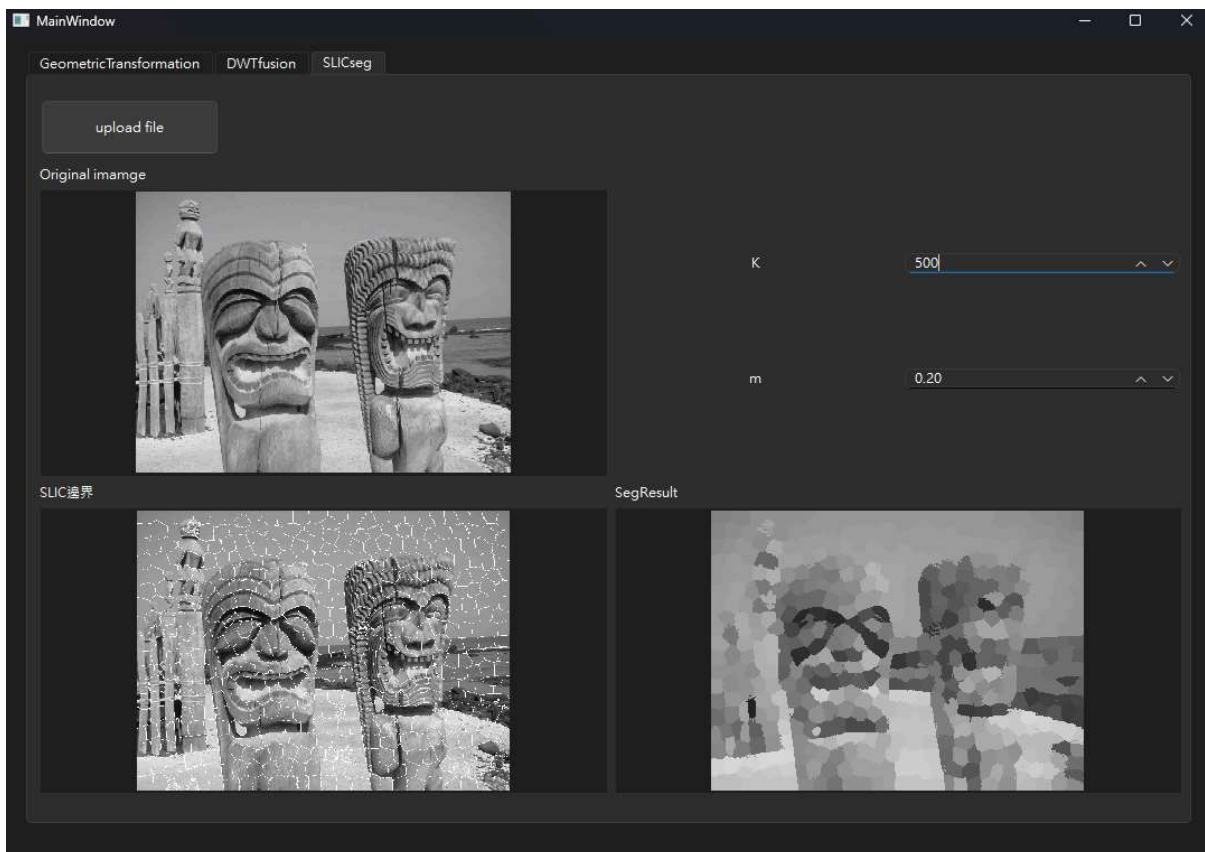 MainWindow
GeometricTransformation DWTfusion SLICseg
upload file
Original imamge
K 500
m 0.20
SLIC邊界 SegResult